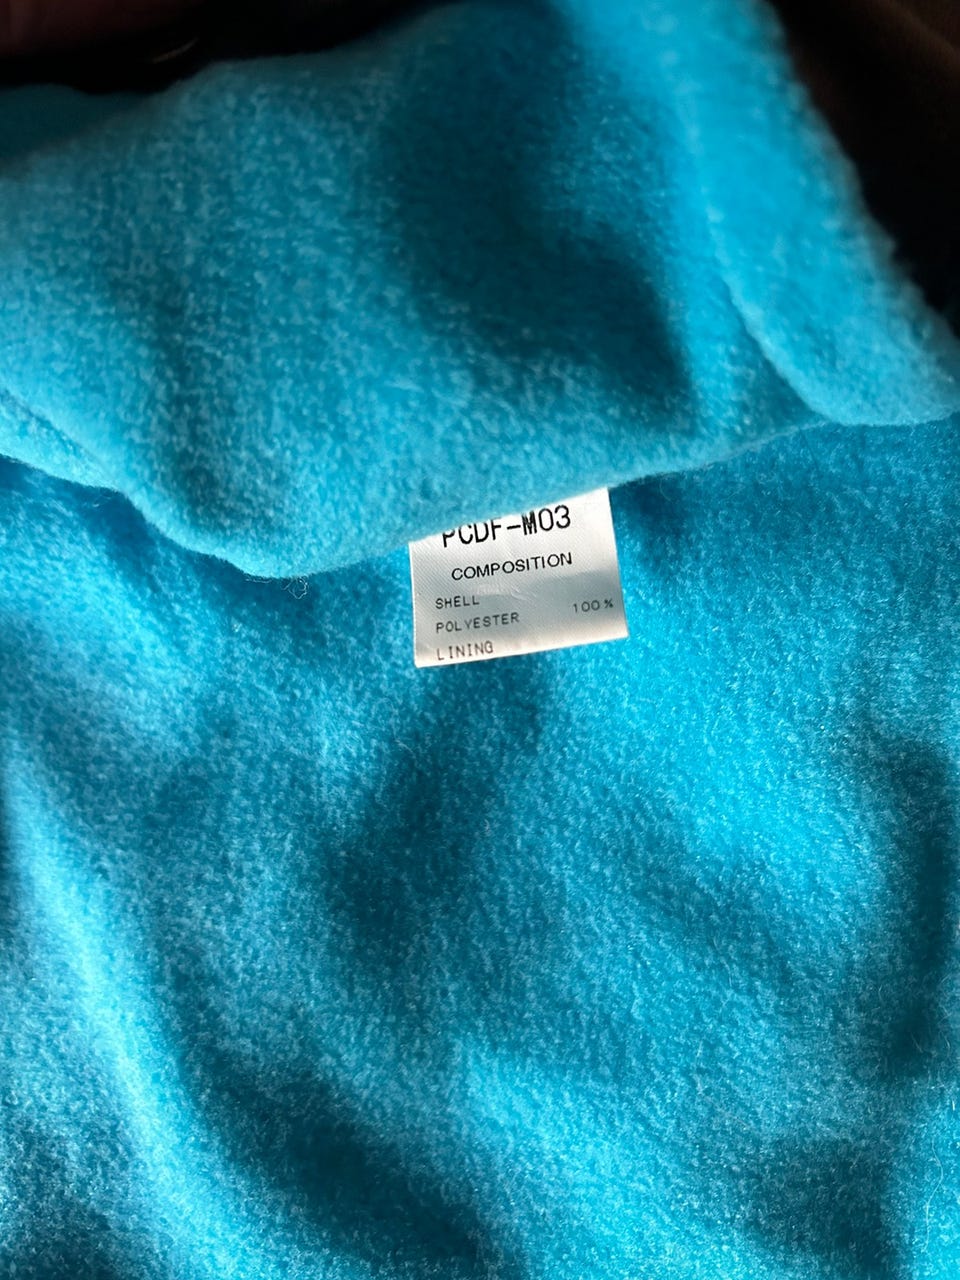 PCDF-M03
COMPOSITION
SHELL
POLYESTER 100%
LINING